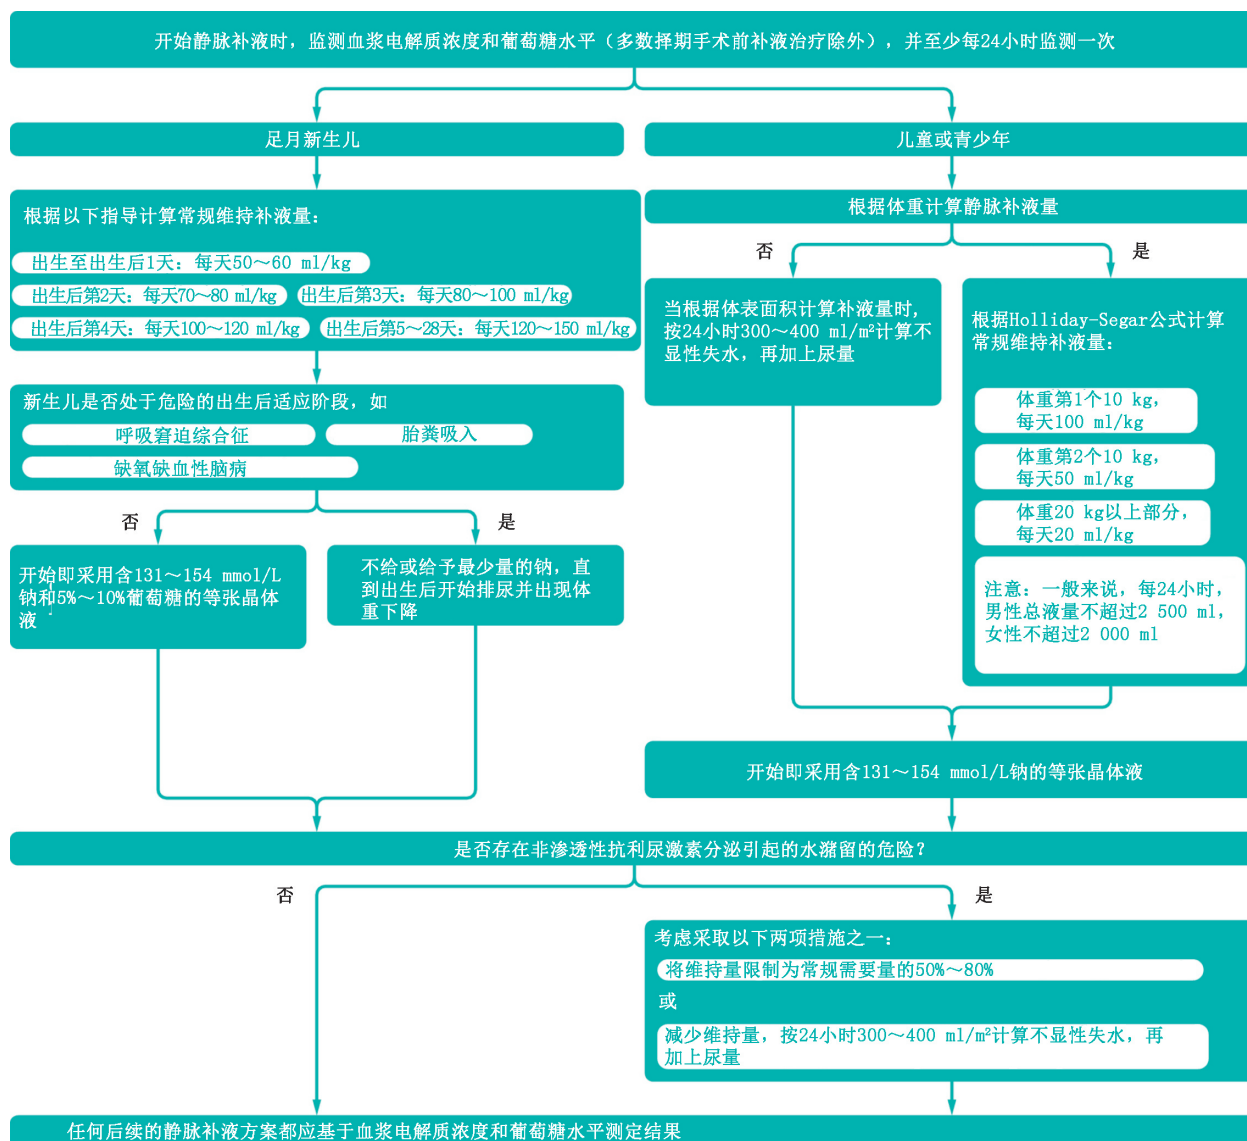 开始静脉补液时，监测血浆电解质浓度和葡萄糖水平（多数择期手术前补液治疗除外），并至少每24小时监测一次
足月新生儿
儿童或青少年
根据以下指导计算常规维持补液量：
出生至出生后1天：每天50～60 ml/kg
出生后第2天：每天70～80 ml/kg
出生后第3天：每天80～100 ml/kg
出生后第4天：每天100～120 ml/kg
出生后第5～28天：每天120～150 ml/kg
新生儿是否处于危险的出生后适应阶段，如
呼吸窘迫综合征
胎粪吸入
缺氧缺血性脑病
否
是
开始即采用含131～154 mmol/L
钠和5%～10%葡萄糖的等张晶体
液
不给或给予最少量的钠，直
到出生后开始排尿并出现体
重下降
根据体重计算静脉补液量
否
是
当根据体表面积计算补液量时，
按24小时300～400 ml/m²计算不
显性失水，再加上尿量
根据Holliday-Segar公式计算
常规维持补液量：
体重第1个10 kg，
每天100 ml/kg
体重第2个10 kg，
每天50 ml/kg
体重20 kg以上部分，
每天20 ml/kg
注意：一般来说，每24小时，
男性总液量不超过2 500 ml，
女性不超过2 000 ml
开始即采用含131～154 mmol/L钠的等张晶体液
是否存在非渗透性抗利尿激素分泌引起的水潴留的危险？
否
是
考虑采取以下两项措施之一：
将维持量限制为常规需要量的50%～80%
或
减少维持量，按24小时300～400 ml/m²计算不显性失水，再
加上尿量
任何后续的静脉补液方案都应基于血浆电解质浓度和葡萄糖水平测定结果